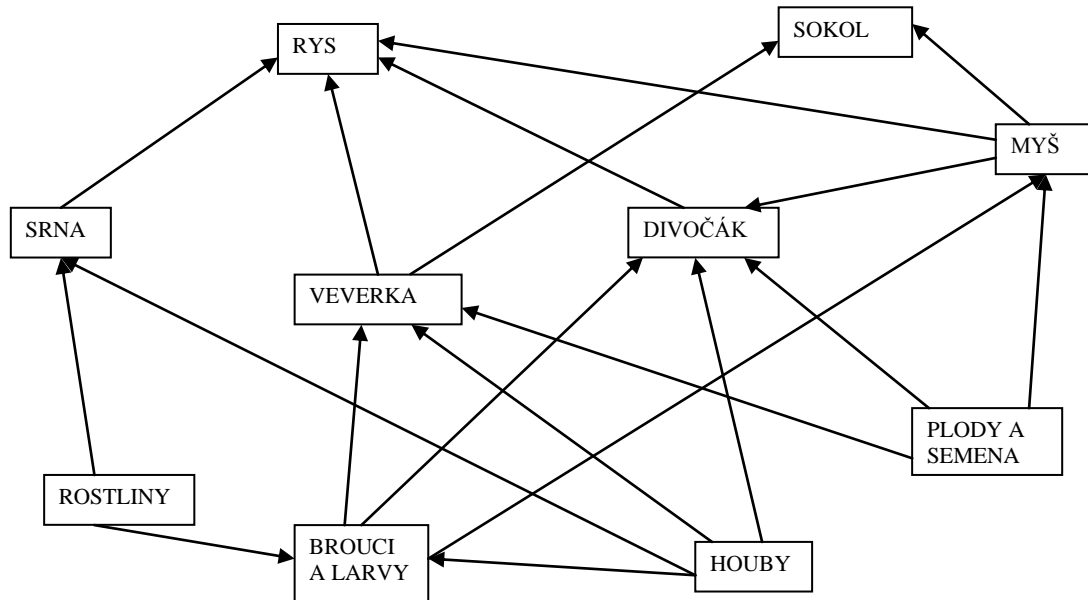 SOKOL
RYS
MYŠ
SRNA
DIVOČÁK
VEVERKA
PLODY A
SEMENA
ROSTLINY
BROUCI
A LARVY
HOUBY